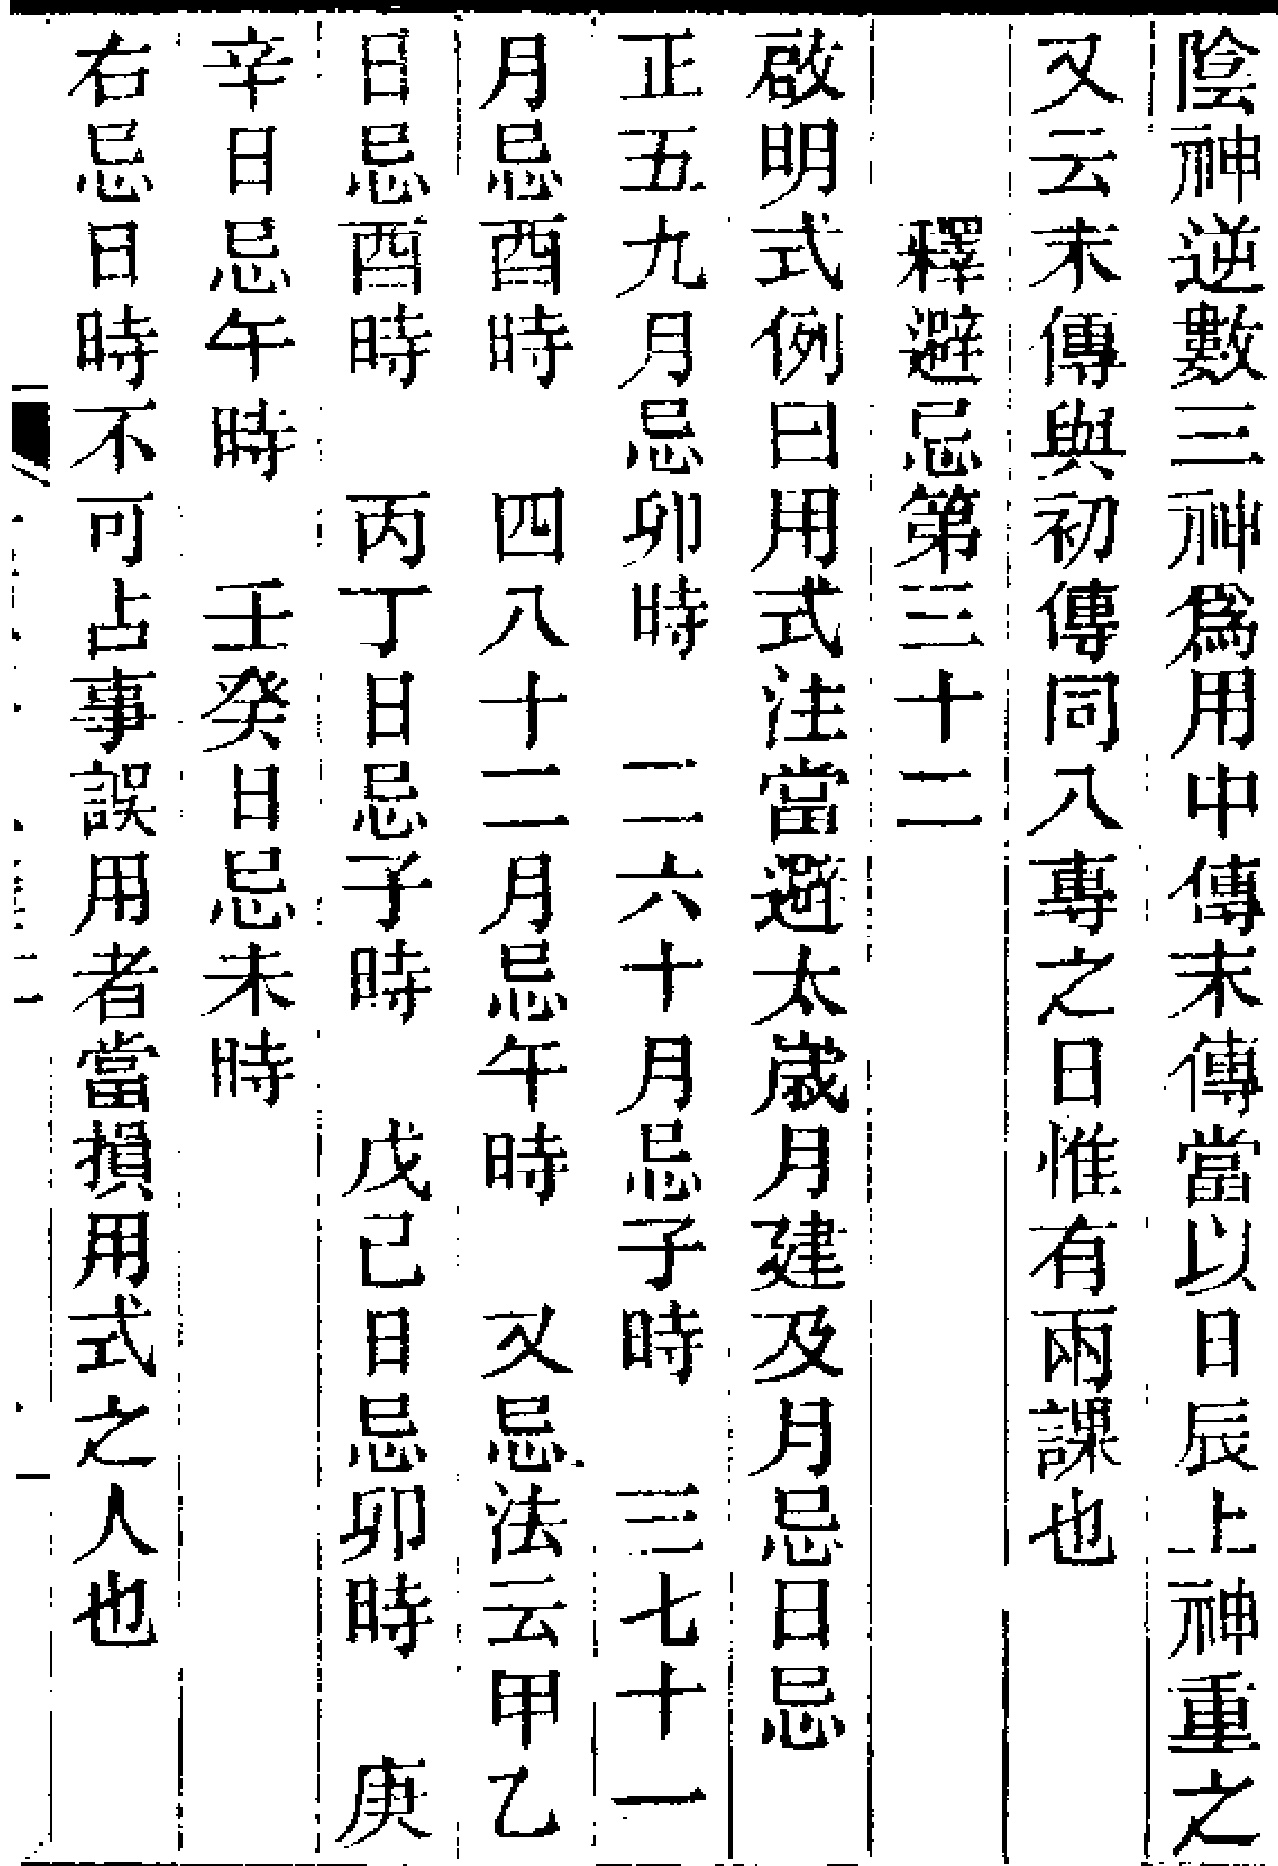 陰神逆數三神爲用中傳末傳當以日辰上神重之
又云末傳與初傳同八專之日惟有兩課也
釋避忌第三十二
啟明式例曰用式注當避太歲月建及月忌日忌
正五九月忌卯時　二六十月忌子時　三七十一
月忌酉時　四八十二月忌午時　又忌法云甲乙
日忌酉時　丙丁日忌子時　戊己日忌卯時　庚
辛日忌午時　壬癸日忌未時
右忌日時不可占事誤用者當損用式之人也